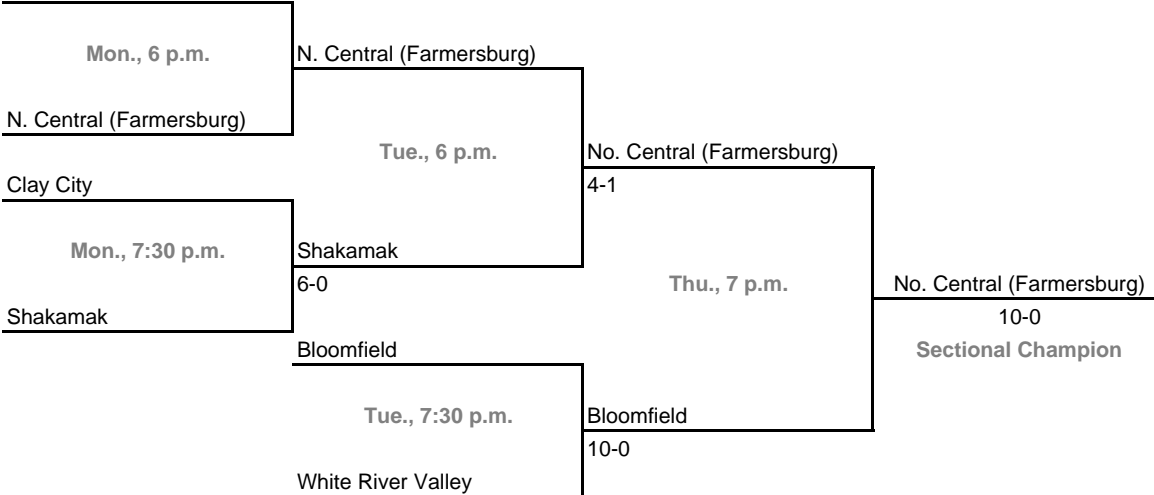 Mon., 6 p.m.
N. Central (Farmersburg)
N. Central (Farmersburg)
Tue., 6 p.m.
No. Central (Farmersburg)
4-1
Clay City
Mon., 7:30 p.m.
Shakamak
6-0
Shakamak
Thu., 7 p.m.
No. Central (Farmersburg)
10-0
Sectional Champion
Bloomfield
Tue., 7:30 p.m.
Bloomfield
10-0
White River Valley